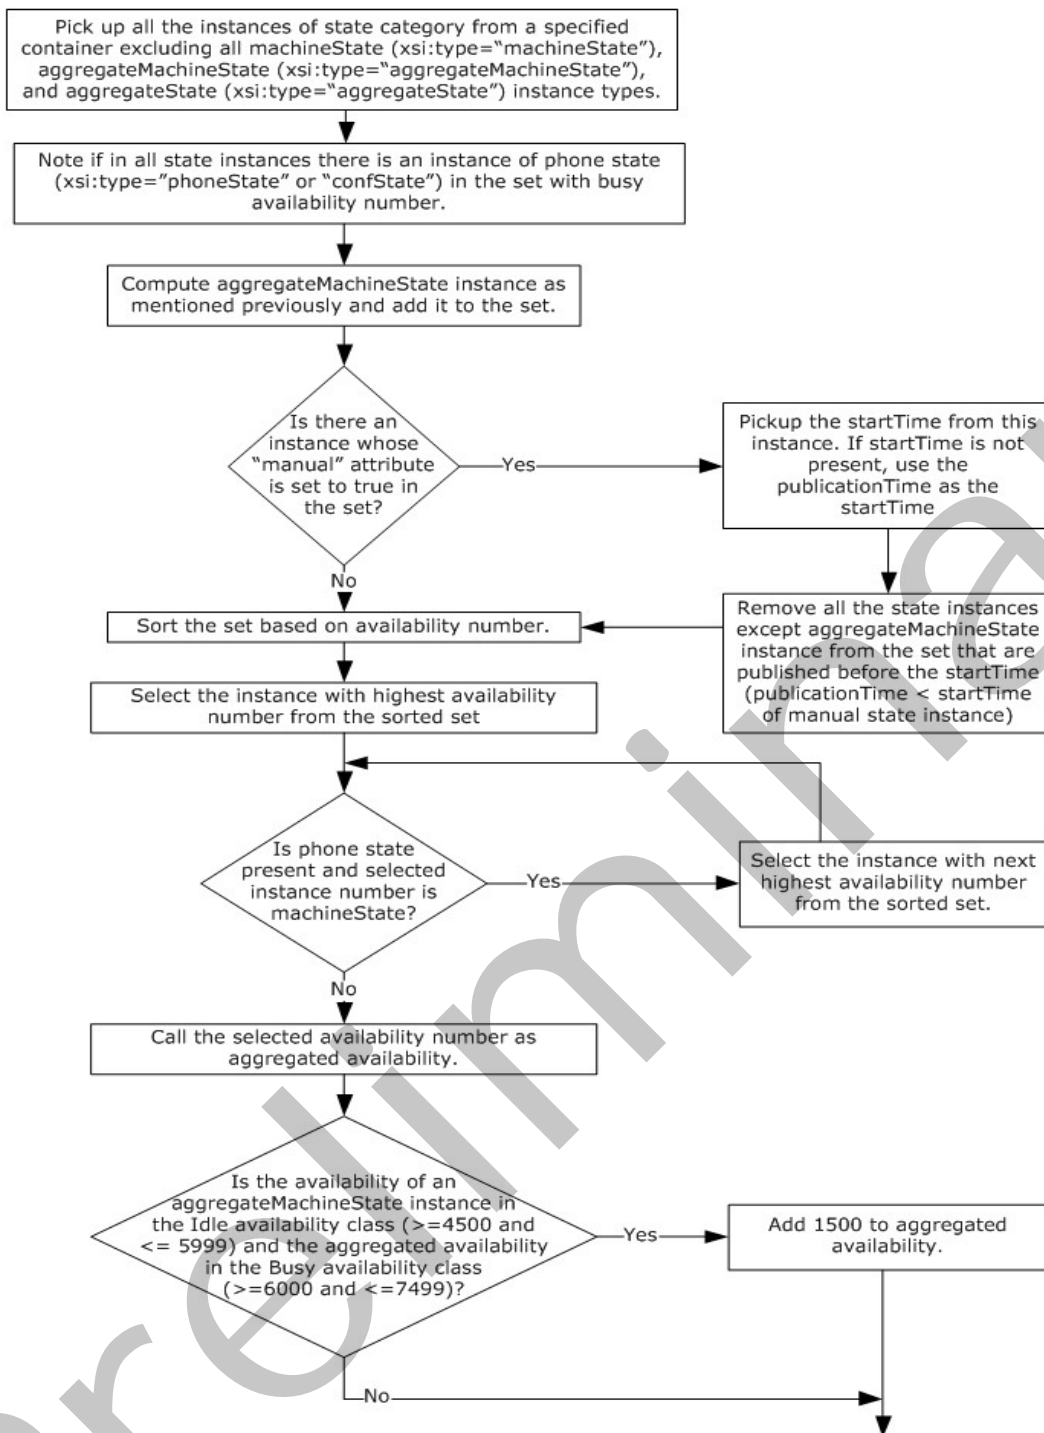 Pick up all the instances of state category from a specified
container excluding all machineState (xsi:type=“machineState”),
aggregateMachineState (xsi:type=“aggregateMachineState”),
and aggregateState (xsi:type=“aggregateState”) instance types.
Note if in all state instances there is an instance of phone state
(xsi:type=”phoneState” or “confState”) in the set with busy
availability number.
Compute aggregateMachineState instance as
mentioned previously and add it to the set.
Is there an
instance whose
“manual” attribute
is set to true in
the set?
Yes
Pickup the startTime from this
instance. If startTime is not
present, use the
publicationTime as the
startTime
No
Remove all the state instances
except aggregateMachineState
instance from the set that are
published before the startTime
(publicationTime < startTime
of manual state instance)
Sort the set based on availability number.
Select the instance with highest availability
number from the sorted set
Is phone state
present and selected
instance number is
machineState?
Yes
Select the instance with next
highest availability number
from the sorted set.
No
Call the selected availability number as
aggregated availability.
Is the availability of an
aggregateMachineState instance in
the Idle availability class (>=4500 and
<= 5999) and the aggregated availability
in the Busy availability class
(>=6000 and <=7499)?
Yes
Add 1500 to aggregated
availability.
No
relimina